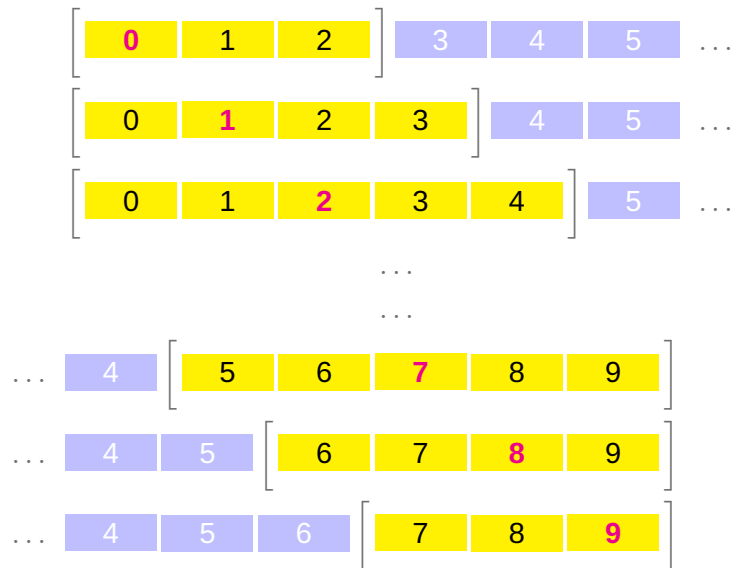 [ 0 1 2 ] 3 4 5 ...
[ 0 1 2 3 ] 4 5 ...
[ 0 1 2 3 4 ] 5 ...
...
...
... 4 [ 5 6 7 8 9 ]
... 4 5 [ 6 7 8 9 ]
... 4 5 6 [ 7 8 9 ]